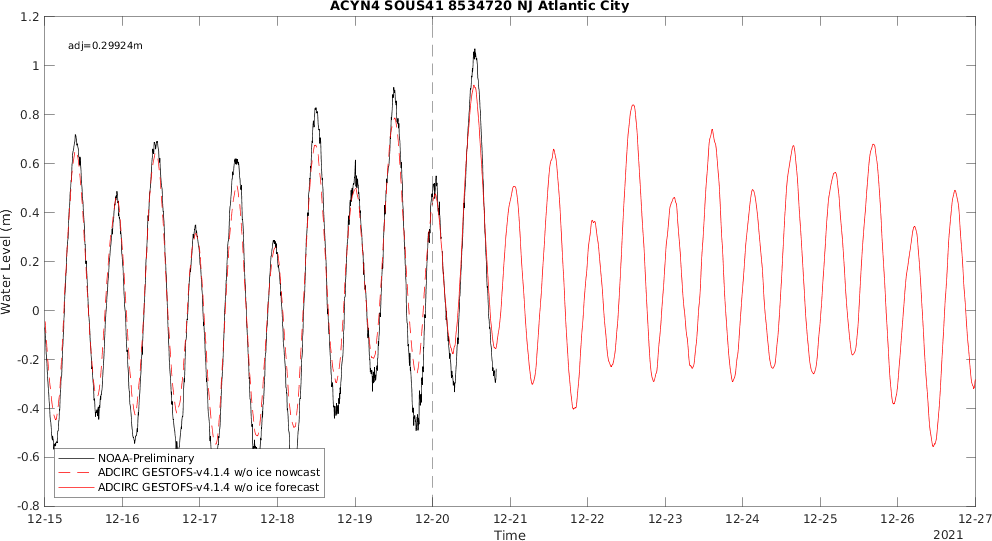 ACYN4 SOUS41 8534720 NJ Atlantic City
adj=0.29924m
1.2
1
0.8
0.6
0.4
0.2
0
-0.2
-0.4
-0.6
-0.8
Water Level (m)
NOAA-Preliminary
ADCIRC GESTOFS-v4.1.4 w/o ice nowcast
ADCIRC GESTOFS-v4.1.4 w/o ice forecast
12-15 12-16 12-17 12-18 12-19 12-20 12-21 12-22 12-23 12-24 12-25 12-26 12-27
Time
2021